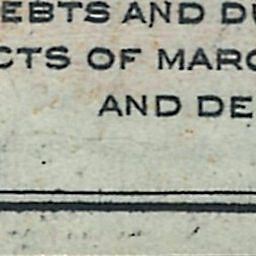 EBTS AND DU
CTS OF MARC
AND DE